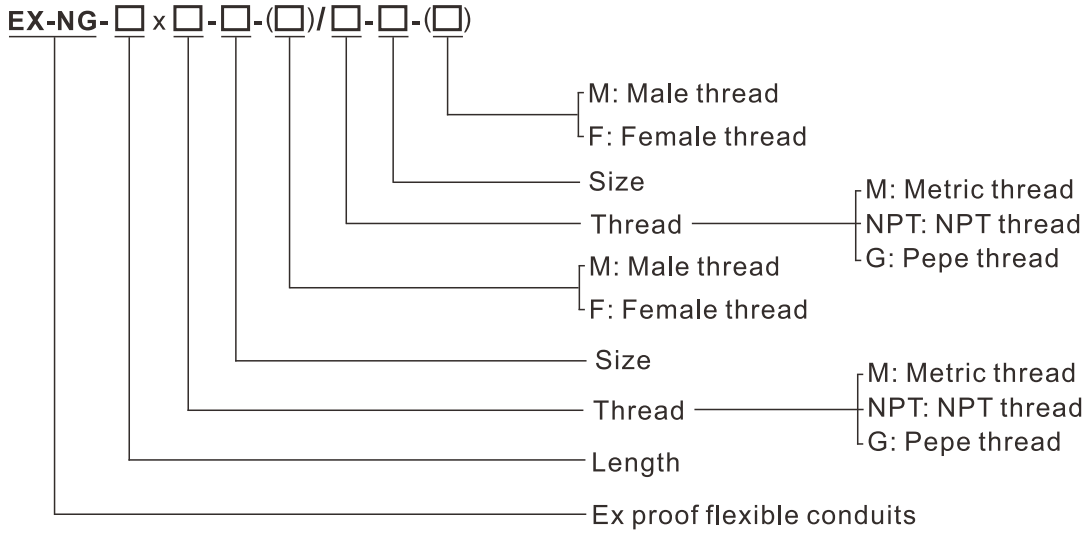 EX-NG-□x□-□-(□)/□-□-(□)
M: Male thread
F: Female thread
Size
M: Metric thread
Thread
NPT: NPT thread
G: Pepe thread
M: Male thread
F: Female thread
Size
M: Metric thread
Thread
NPT: NPT thread
G: Pepe thread
Length
Ex proof flexible conduits